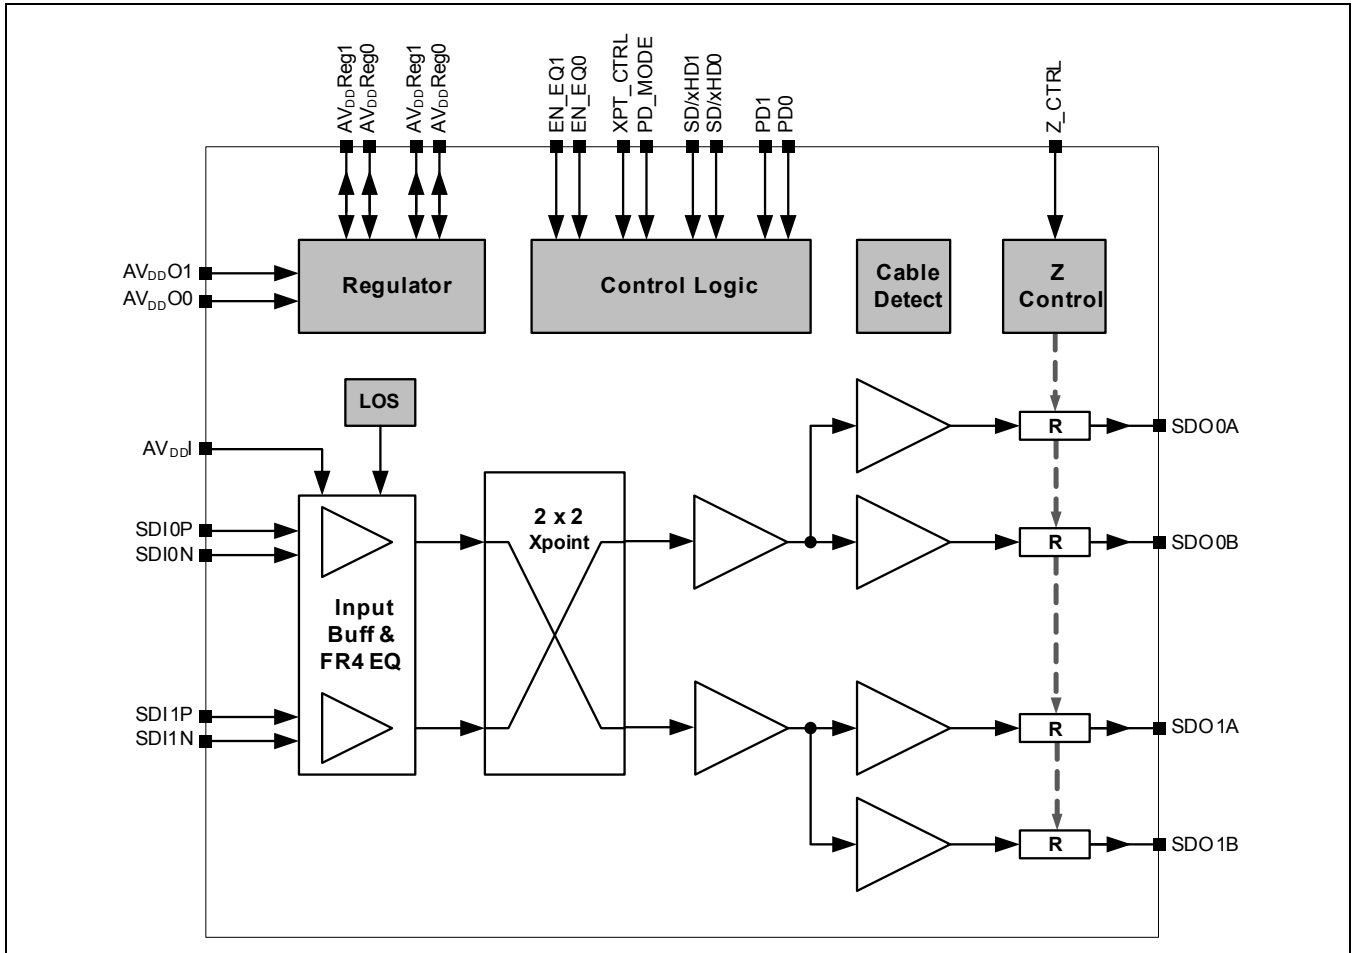 AVDDReg1
AVDDReg0
AVDDReg1
AVDDReg0
EN_EQ1
EN_EQ0
XPT_CTRL
PD_MODE
SD/xHD1
SD/xHD0
PD1
PD0
Z_CTRL
AVDDO1
AVDDO0
Regulator
Control Logic
Cable
Detect
Z
Control
LOS
AVDDI
SDI0P
SDI0N
SDI1P
SDI1N
Input
Buff &
FR4 EQ
2 x 2
Xpoint
R
SDO0A
R
SDO0B
R
SDO1A
R
SDO1B